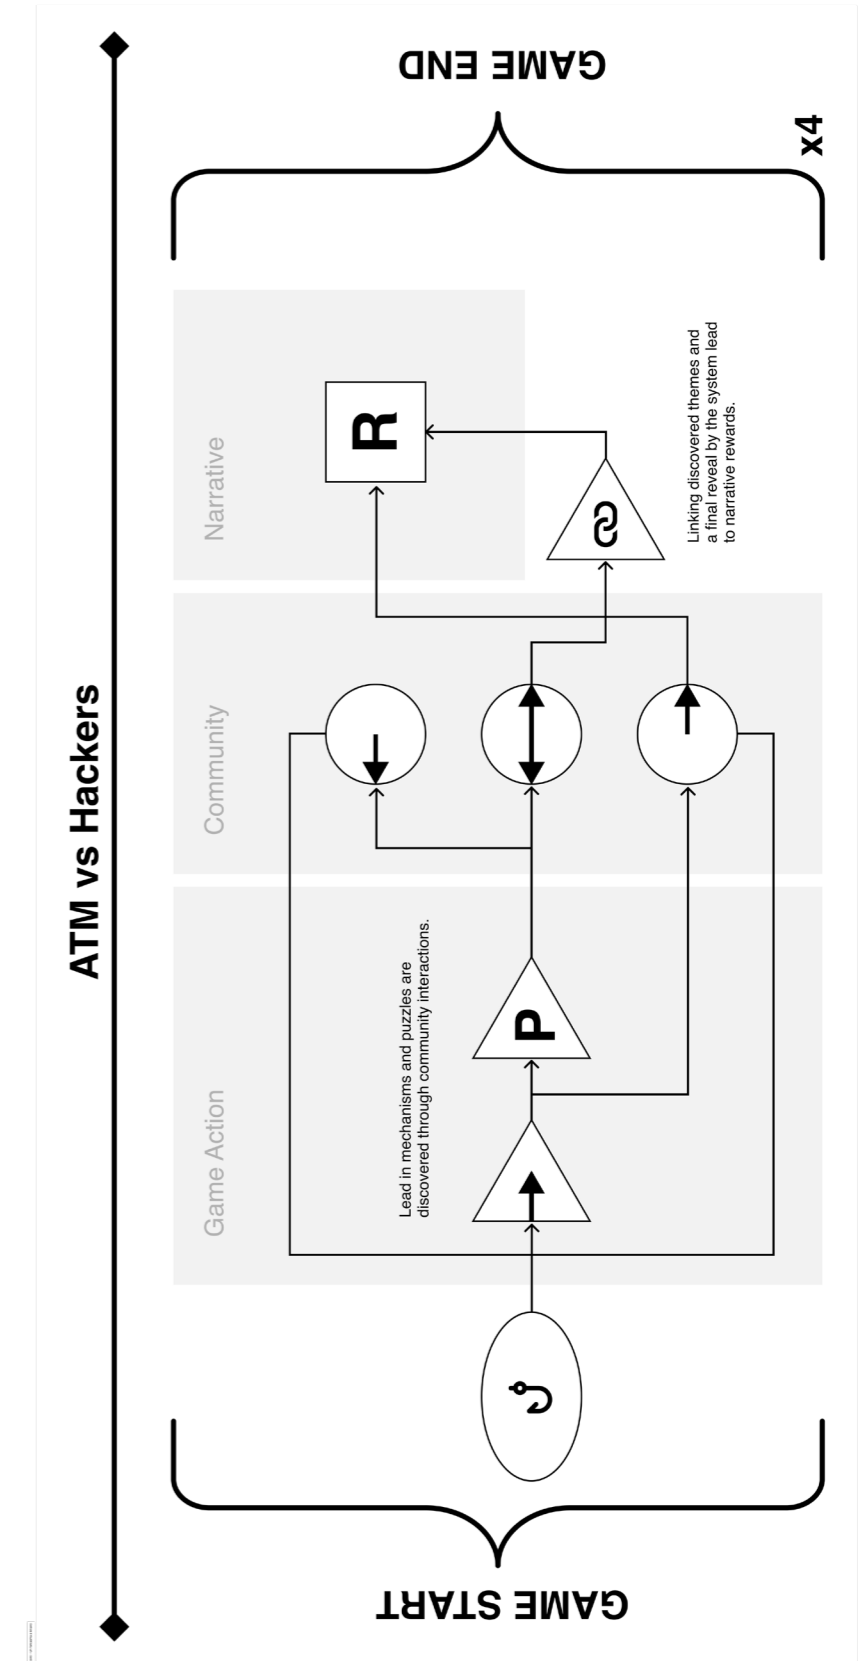 ATM vs Hackers
GAME START
Game Action
Lead in mechanisms and puzzles are
discovered through community interactions.
P
Community
Narrative
R
Linking discovered themes and
a final reveal by the system lead
to narrative rewards.
GAME END
x4